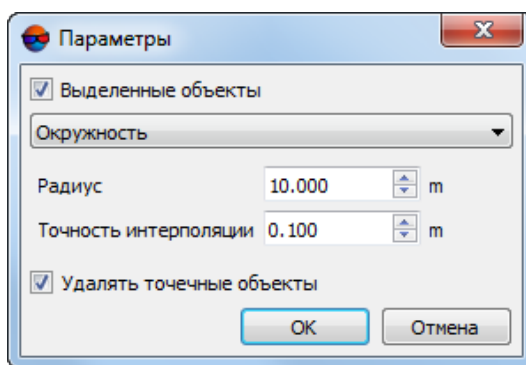 Параметры
Выделенные объекты
Окружность
Радиус 10.000 m
Точность интерполяции 0.100 m
Удалять точечные объекты
OK Отмена